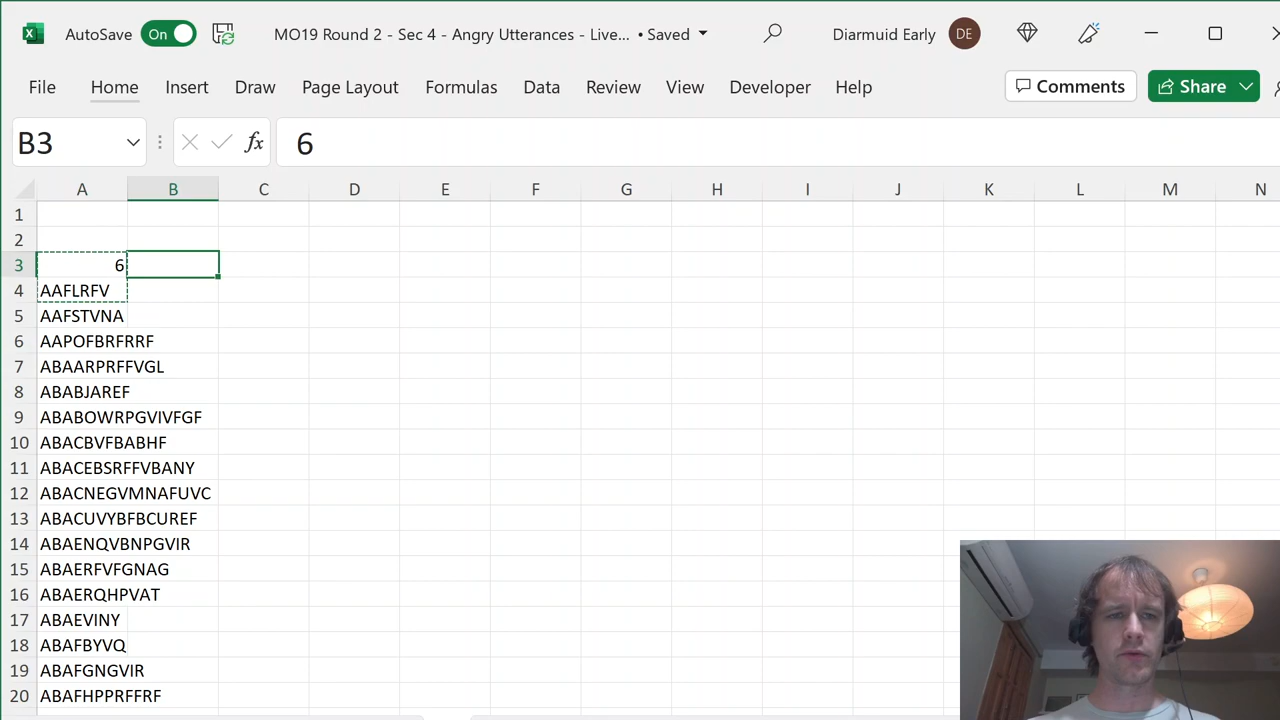 AutoSave On MO19 Round 2 - Sec 4 - Angry Utterances - Live... • Saved Diarmuid Early DE
File Home Insert Draw Page Layout Formulas Data Review View Developer Help Comments Share
B3 fx 6
A B C D E F G H I J K L M N
1
2
3 6
4 AAFLRFV
5 AAFSTVNA
6 AAPOFBRFRRF
7 ABAARPRFFVGL
8 ABABJAREF
9 ABABOWRPGVIVFGF
10 ABACBVFBABHF
11 ABACEBSRFFVBANY
12 ABACNEGVMNAFUVC
13 ABACUVYBFBCUREF
14 ABAENQVBNPGVIR
15 ABAERFVFGNAG
16 ABAERQHPVAT
17 ABAEVINY
18 ABAFBYVQ
19 ABAFGNGVIR
20 ABAFHPPRFFRF